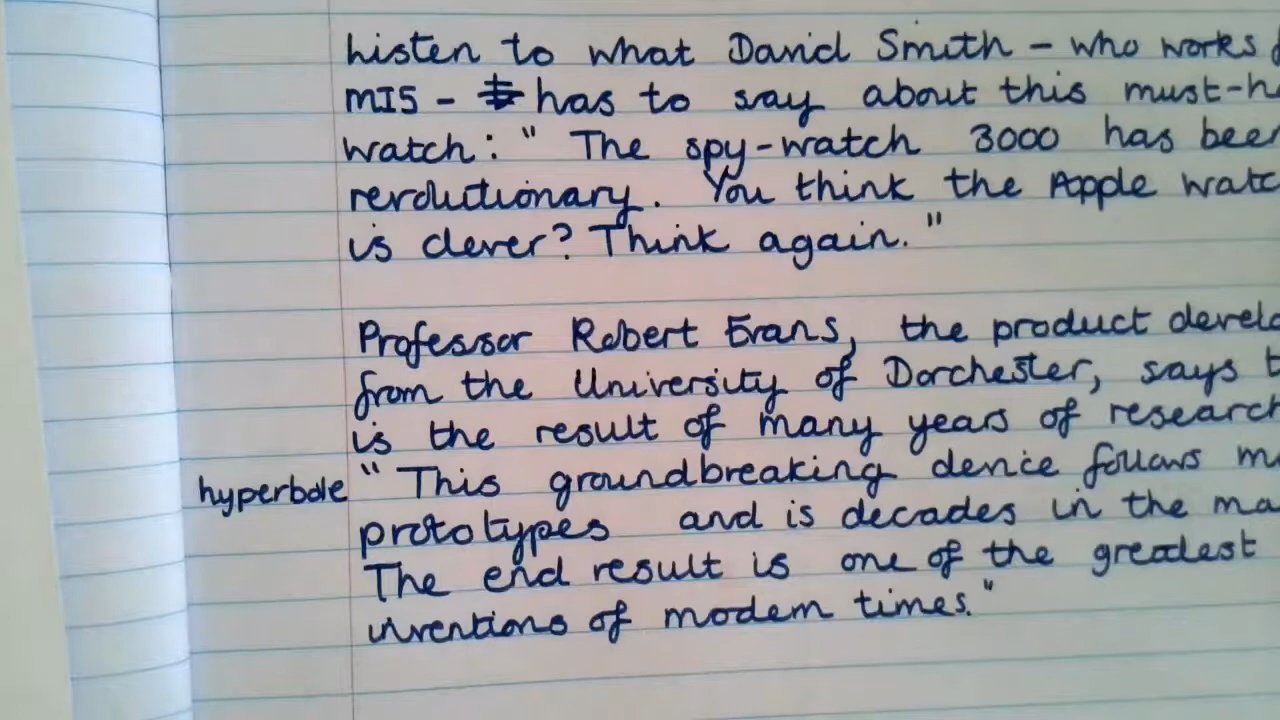 Listen to what David Smith - who works
MI5 - has to say about this must-h
watch: " The spy-watch 3000 has been
revolutionary. You think the Apple watc
is clever? Think again."
Professor Robert Evans, the product develo
from the University of Dorchester, says t
is the result of many years of research
hyperbole " This groundbreaking device follows m
prototypes and is decades in the ma
The end result is one of the greatest
inventions of modern times."